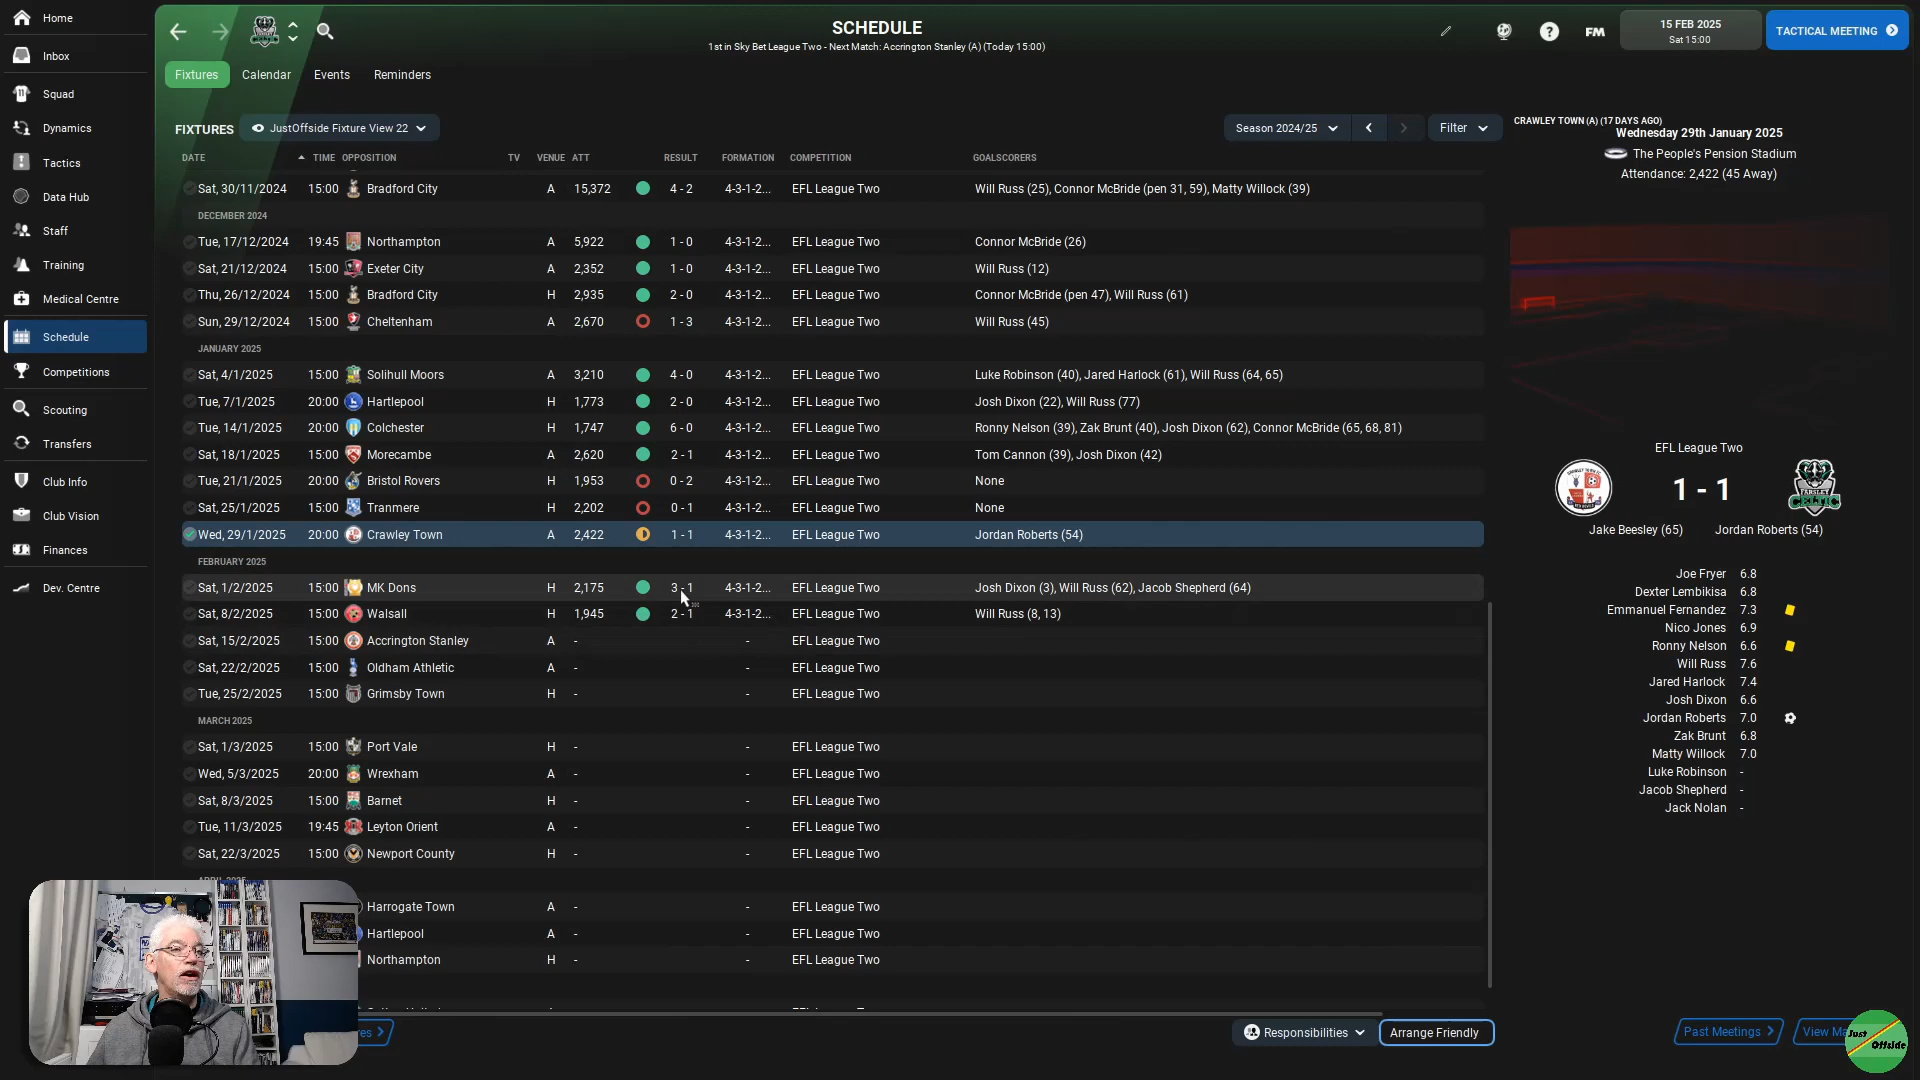 Home
Inbox
Squad
Dynamics
Tactics
Data Hub
Staff
Training
Medical Centre
Schedule
Competitions
Scouting
Transfers
Club Info
Club Vision
Finances
Dev. Centre
SCHEDULE
1st in Sky Bet League Two - Next Match: Accrington Stanley (A) (Today 15:00)
FM
15 FEB 2025
Sat 15:00
TACTICAL MEETING
Fixtures Calendar Events Reminders
FIXTURES JustOffside Fixture View 22 Season 2024/25 Filter
DATE TIME OPPOSITION TV VENUE ATT RESULT FORMATION COMPETITION GOALSCORERS
Sat, 30/11/2024 15:00 Bradford City A 15,372 4 - 2 4-3-1-2... EFL League Two Will Russ (25), Connor McBride (pen 31, 59), Matty Willock (39)
DECEMBER 2024
Tue, 17/12/2024 19:45 Northampton A 5,922 1 - 0 4-3-1-2... EFL League Two Connor McBride (26)
Sat, 21/12/2024 15:00 Exeter City A 2,352 1 - 0 4-3-1-2... EFL League Two Will Russ (12)
Thu, 26/12/2024 15:00 Bradford City H 2,935 2 - 0 4-3-1-2... EFL League Two Connor McBride (pen 47), Will Russ (61)
Sun, 29/12/2024 15:00 Cheltenham A 2,670 1 - 3 4-3-1-2... EFL League Two Will Russ (45)
JANUARY 2025
Sat, 4/1/2025 15:00 Solihull Moors A 3,210 4 - 0 4-3-1-2... EFL League Two Luke Robinson (40), Jared Harlock (61), Will Russ (64, 65)
Tue, 7/1/2025 20:00 Hartlepool H 1,773 2 - 0 4-3-1-2... EFL League Two Josh Dixon (22), Will Russ (77)
Tue, 14/1/2025 20:00 Colchester H 1,747 6 - 0 4-3-1-2... EFL League Two Ronny Nelson (39), Zak Brunt (40), Josh Dixon (62), Connor McBride (65, 68, 81)
Sat, 18/1/2025 15:00 Morecambe A 2,620 2 - 1 4-3-1-2... EFL League Two Tom Cannon (39), Josh Dixon (42)
Tue, 21/1/2025 20:00 Bristol Rovers H 1,953 0 - 2 4-3-1-2... EFL League Two None
Sat, 25/1/2025 15:00 Tranmere H 2,202 0 - 1 4-3-1-2... EFL League Two None
Wed, 29/1/2025 20:00 Crawley Town A 2,422 1 - 1 4-3-1-2... EFL League Two Jordan Roberts (54)
FEBRUARY 2025
Sat, 1/2/2025 15:00 MK Dons H 2,175 3 - 1 4-3-1-2... EFL League Two Josh Dixon (3), Will Russ (62), Jacob Shepherd (64)
Sat, 8/2/2025 15:00 Walsall H 1,945 2 - 1 4-3-1-2... EFL League Two Will Russ (8, 13)
Sat, 15/2/2025 15:00 Accrington Stanley A - - EFL League Two
Sat, 22/2/2025 15:00 Oldham Athletic A - - EFL League Two
Tue, 25/2/2025 15:00 Grimsby Town H - - EFL League Two
MARCH 2025
Sat, 1/3/2025 15:00 Port Vale H - - EFL League Two
Wed, 5/3/2025 20:00 Wrexham A - - EFL League Two
Sat, 8/3/2025 15:00 Barnet H - - EFL League Two
Tue, 11/3/2025 19:45 Leyton Orient A - - EFL League Two
Sat, 22/3/2025 15:00 Newport County H - - EFL League Two
Harrogate Town A - - EFL League Two
Hartlepool A - - EFL League Two
Northampton H - - EFL League Two
Responsibilities Arrange Friendly
CRAWLEY TOWN (A) (17 DAYS AGO)
Wednesday 29th January 2025
The People's Pension Stadium
Attendance: 2,422 (45 Away)
EFL League Two
1 - 1
FARSLEY
CELTIC
Jake Beesley (65) Jordan Roberts (54)
Joe Fryer 6.8
Dexter Lembikisa 6.8
Emmanuel Fernandez 7.3
Nico Jones 6.9
Ronny Nelson 6.6
Will Russ 7.6
Jared Harlock 7.4
Josh Dixon 6.6
Jordan Roberts 7.0
Zak Brunt 6.8
Matty Willock 7.0
Luke Robinson -
Jacob Shepherd -
Jack Nolan -
Past Meetings View
Just
Offside